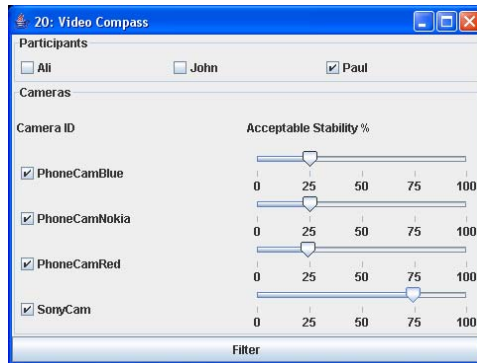 20: Video Compass
Participants
Ali John Paul
Cameras
Camera ID Acceptable Stability %
PhoneCamBlue
0 25 50 75 100
PhoneCamNokia
0 25 50 75 100
PhoneCamRed
0 25 50 75 100
SonyCam
0 25 50 75 100
Filter